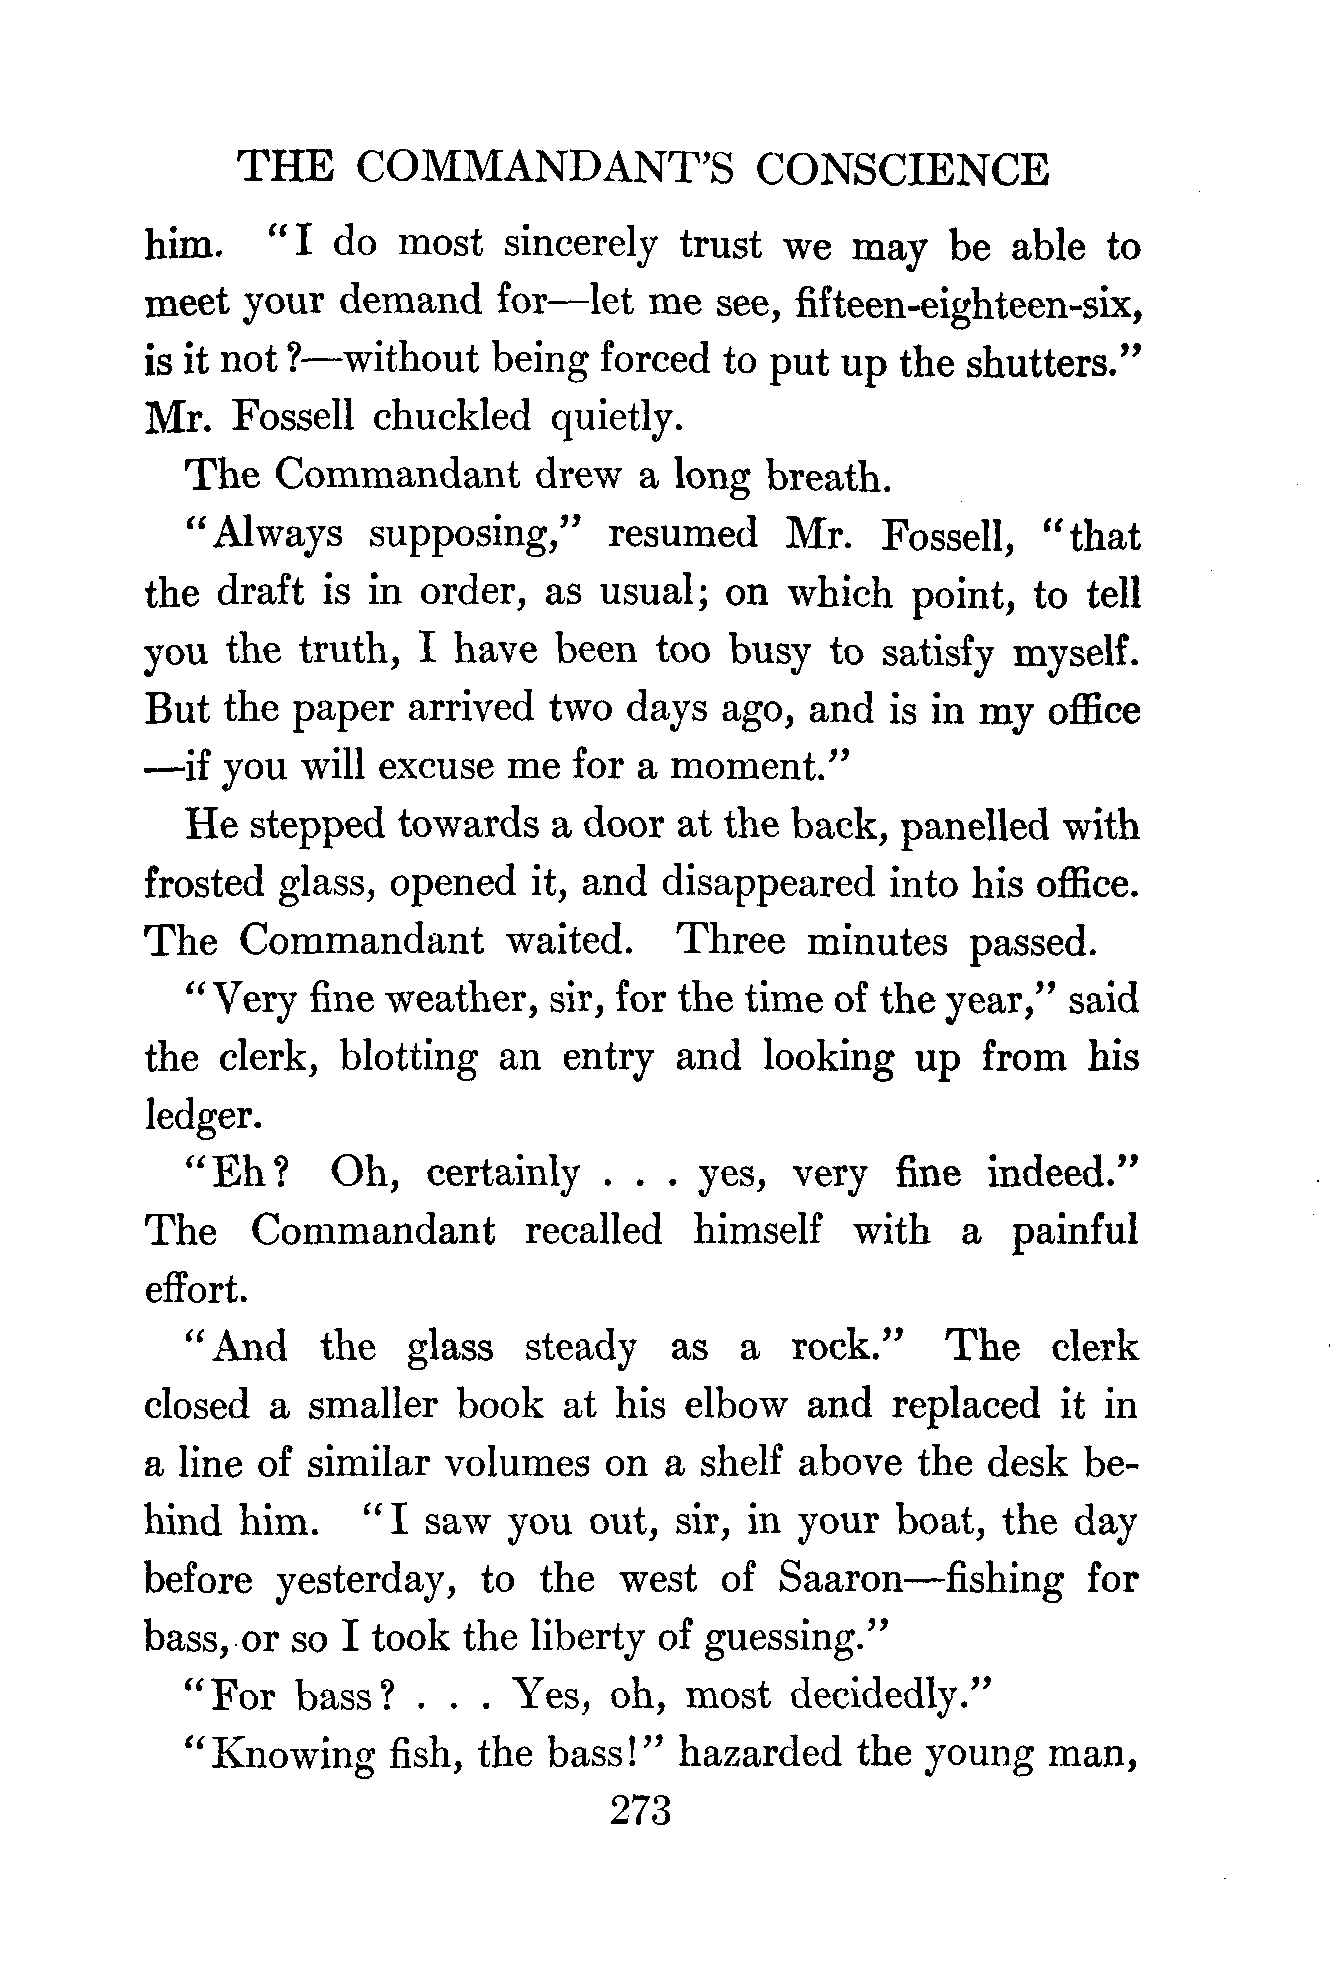 THE COMMANDANT'S CONSCIENCE
him. "I do most sincerely trust we may be able to
meet your demand for—let me see, fifteen-eighteen-six,
is it not?—without being forced to put up the shutters."
Mr. Fossell chuckled quietly.
The Commandant drew a long breath.
"Always supposing," resumed Mr. Fossell, "that
the draft is in order, as usual; on which point, to tell
you the truth, I have been too busy to satisfy myself.
But the paper arrived two days ago, and is in my office
—if you will excuse me for a moment."
He stepped towards a door at the back, panelled with
frosted glass, opened it, and disappeared into his office.
The Commandant waited. Three minutes passed.
"Very fine weather, sir, for the time of the year," said
the clerk, blotting an entry and looking up from his
ledger.
"Eh? Oh, certainly . . . yes, very fine indeed."
The Commandant recalled himself with a painful
effort.
"And the glass steady as a rock." The clerk
closed a smaller book at his elbow and replaced it in
a line of similar volumes on a shelf above the desk be-
hind him. "I saw you out, sir, in your boat, the day
before yesterday, to the west of Saaron—fishing for
bass, or so I took the liberty of guessing."
"For bass? . . . Yes, oh, most decidedly."
"Knowing fish, the bass!" hazarded the young man,
273